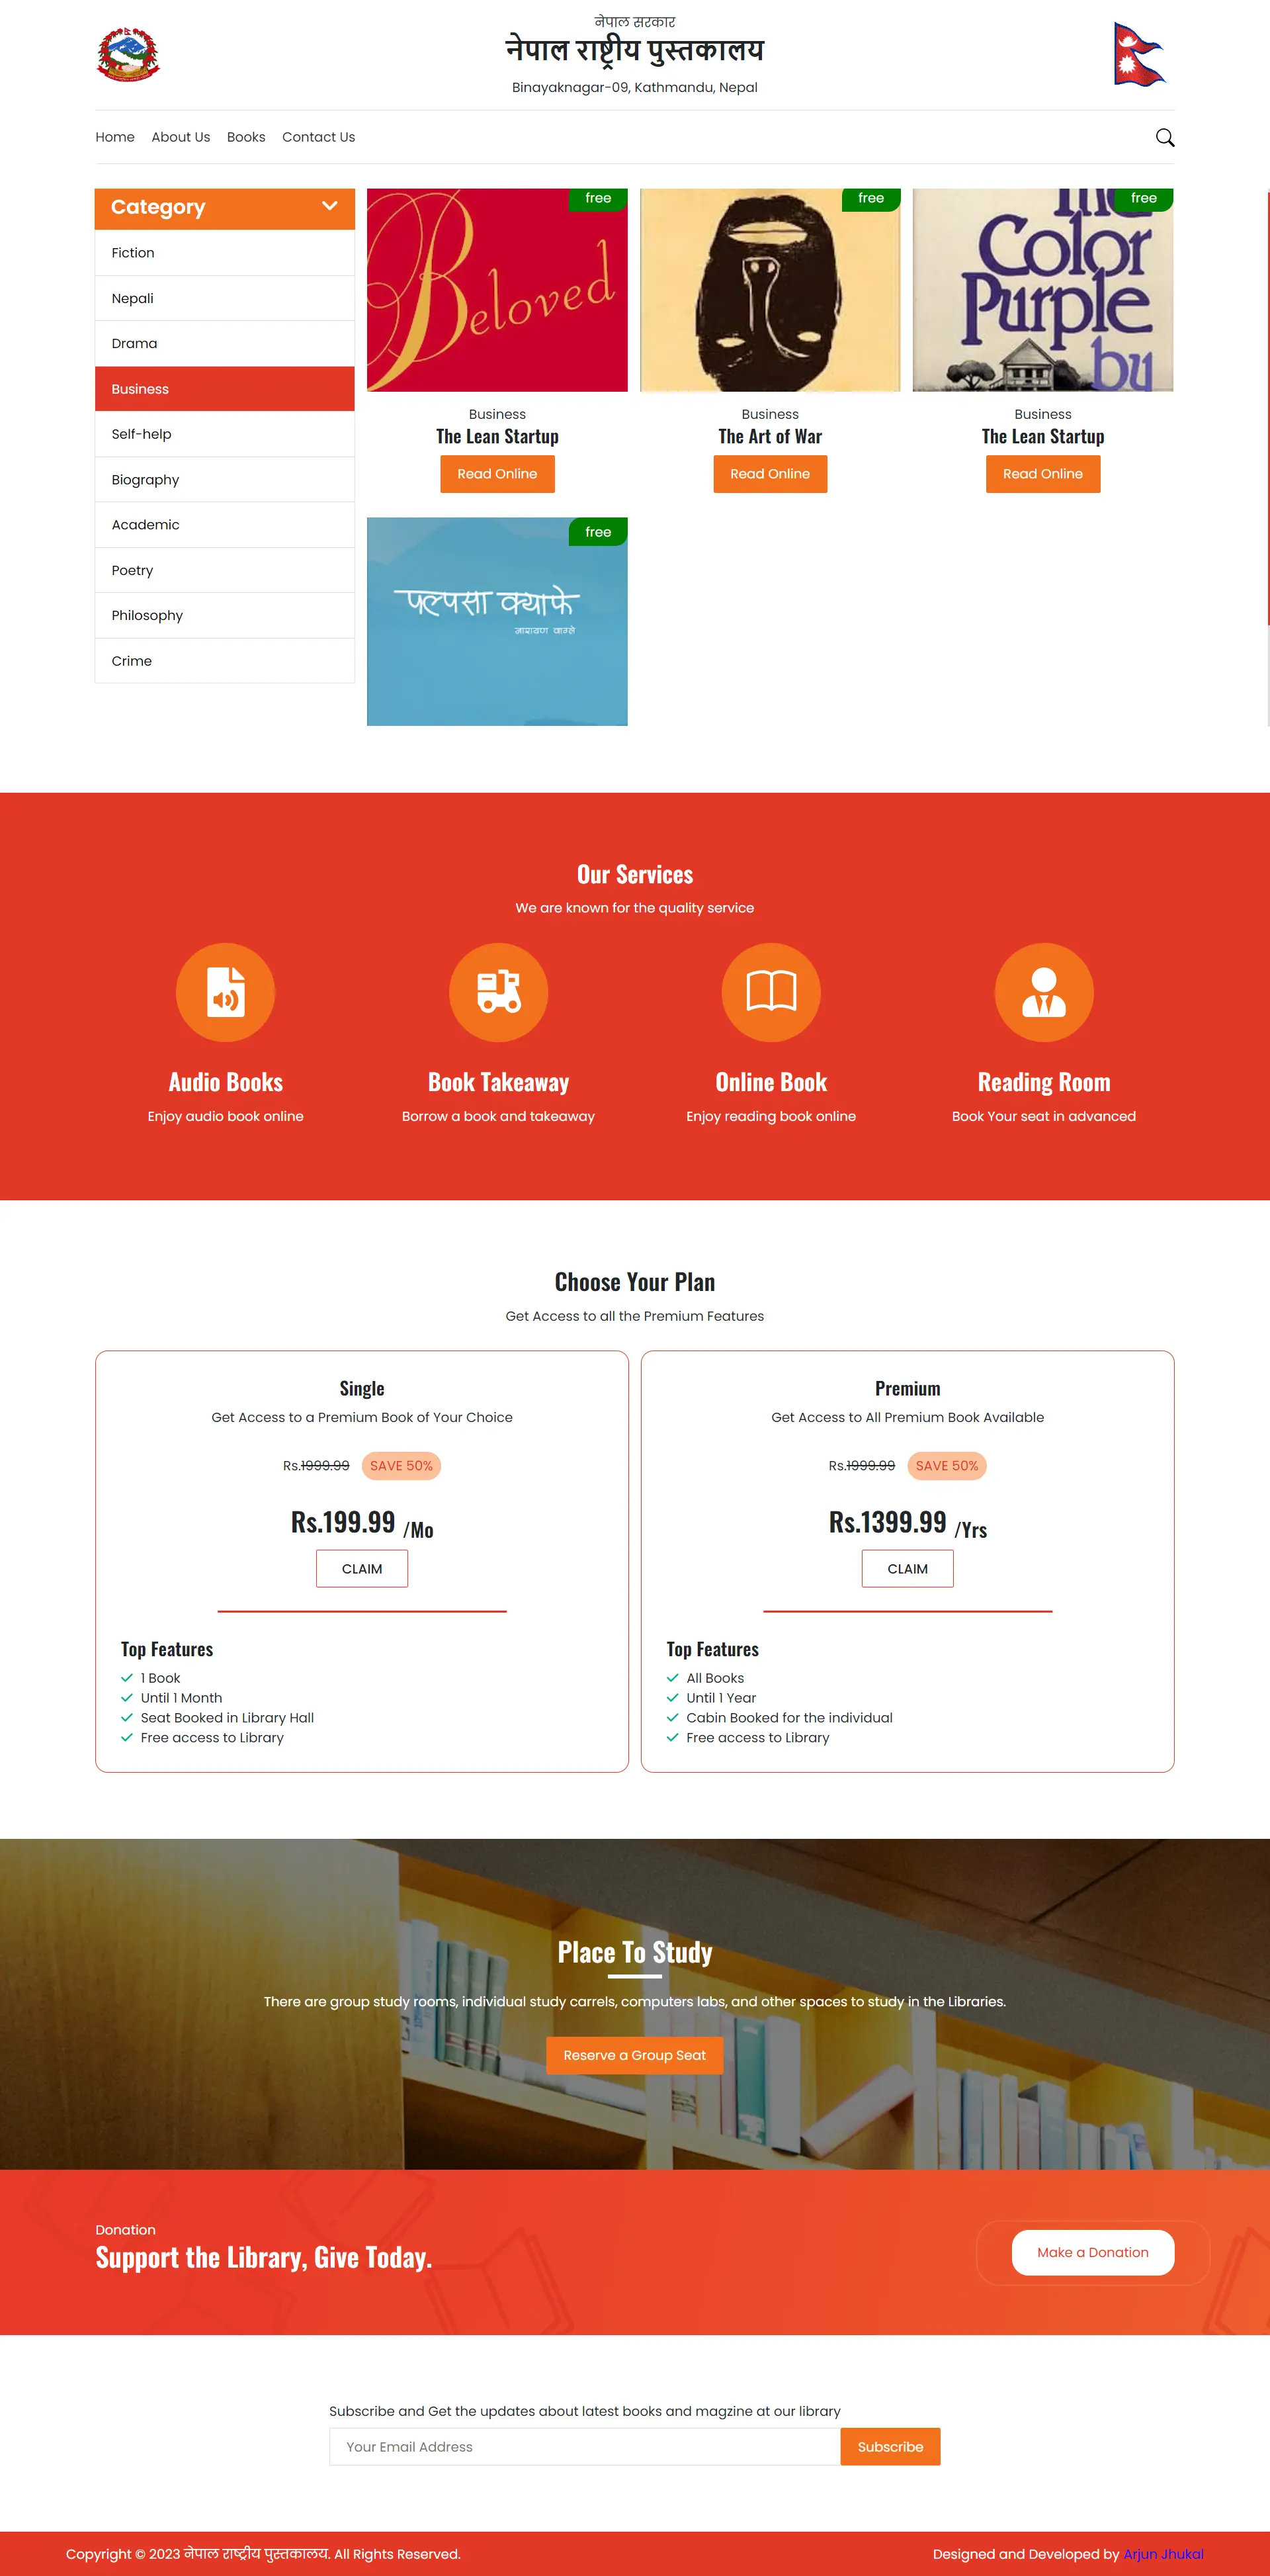 नेपाल सरकार
नेपाल राष्ट्रीय पुस्तकालय
Binayaknagar-09, Kathmandu, Nepal
Home About Us Books Contact Us
Category
Fiction
Nepali
Drama
Business
Self-help
Biography
Academic
Poetry
Philosophy
Crime
free
Beloved
Business
The Lean Startup
Read Online
free
Business
The Art of War
Read Online
free
The
Color
Purple
by
Business
The Lean Startup
Read Online
free
पल्पसा क्याफे
नारायण वाग्ले
Our Services
We are known for the quality service
Audio Books
Enjoy audio book online
Book Takeaway
Borrow a book and takeaway
Online Book
Enjoy reading book online
Reading Room
Book Your seat in advanced
Choose Your Plan
Get Access to all the Premium Features
Single
Get Access to a Premium Book of Your Choice
Rs.1999.99 SAVE 50%
Rs.199.99 /Mo
CLAIM
Top Features
1 Book
Until 1 Month
Seat Booked in Library Hall
Free access to Library
Premium
Get Access to All Premium Book Available
Rs.1999.99 SAVE 50%
Rs.1399.99 /Yrs
CLAIM
Top Features
All Books
Until 1 Year
Cabin Booked for the individual
Free access to Library
Place To Study
There are group study rooms, individual study carrels, computers labs, and other spaces to study in the Libraries.
Reserve a Group Seat
Donation
Support the Library, Give Today.
Make a Donation
Subscribe and Get the updates about latest books and magzine at our library
Your Email Address
Subscribe
Copyright © 2023 नेपाल राष्ट्रीय पुस्तकालय. All Rights Reserved.
Designed and Developed by Arjun Jhukal